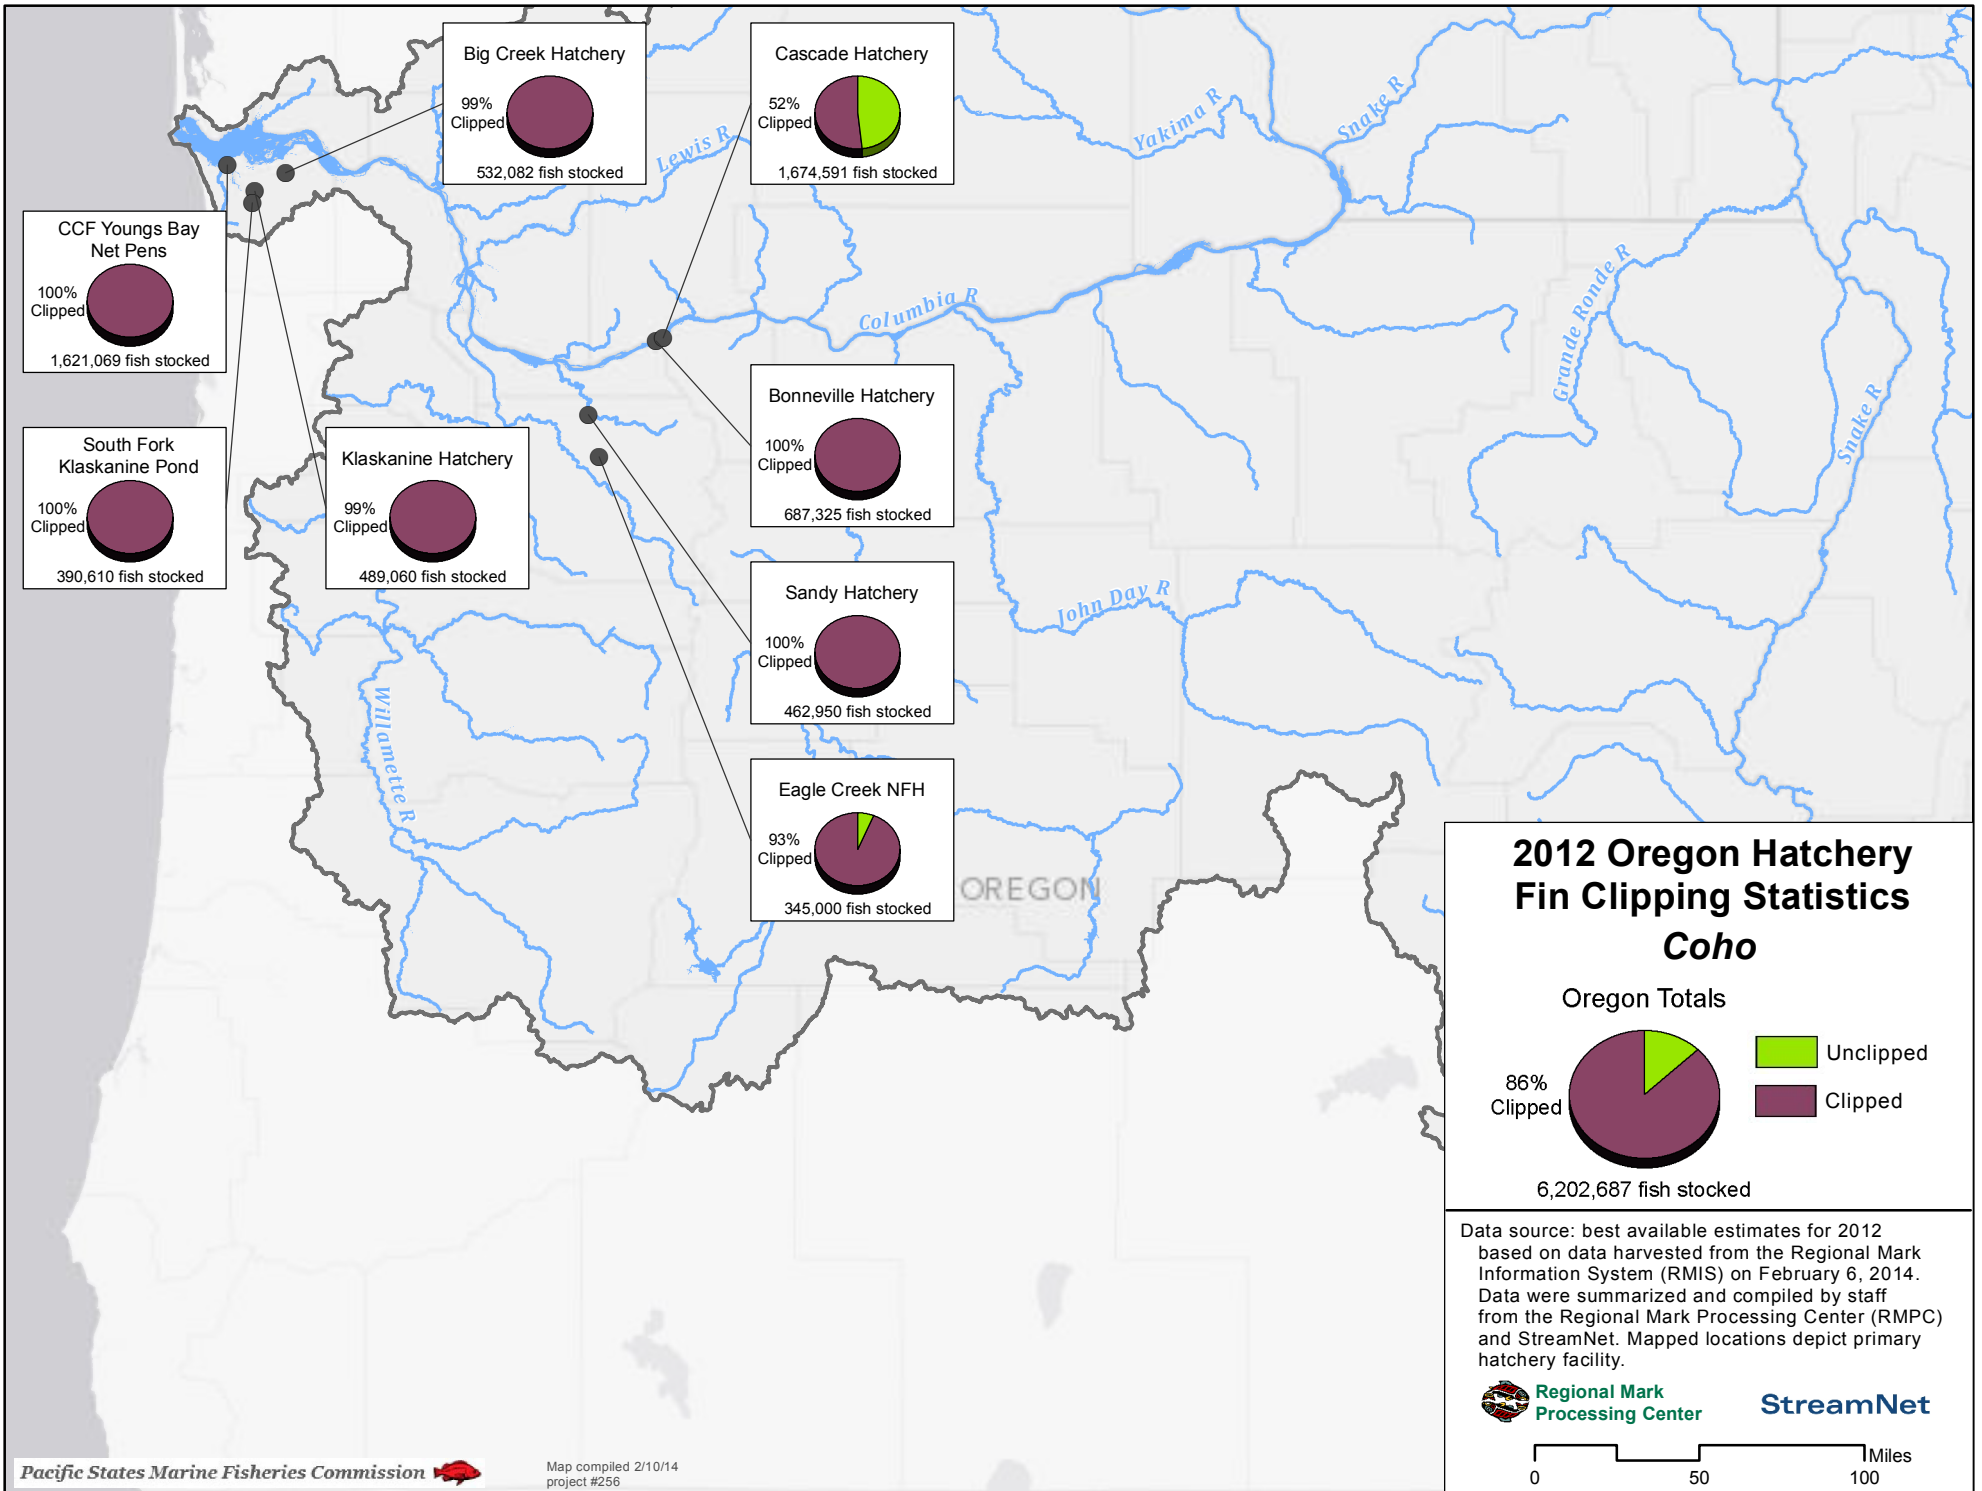 Big Creek Hatchery
99%
Clipped
532,082 fish stocked
Cascade Hatchery
52%
Clipped
1,674,591 fish stocked
CCF Youngs Bay
Net Pens
100%
Clipped
1,621,069 fish stocked
South Fork
Klaskanine Pond
100%
Clipped
390,610 fish stocked
Klaskanine Hatchery
99%
Clipped
489,060 fish stocked
Bonneville Hatchery
100%
Clipped
687,325 fish stocked
Sandy Hatchery
100%
Clipped
462,950 fish stocked
Eagle Creek NFH
93%
Clipped
345,000 fish stocked
Lewis R
Yakima R
Snake R
Columbia R
Grande Ronde R
Snake R
John Day R
Willamette R
OREGON
2012 Oregon Hatchery
Fin Clipping Statistics
Coho
Oregon Totals
86%
Clipped
Unclipped
Clipped
6,202,687 fish stocked
Data source: best available estimates for 2012
based on data harvested from the Regional Mark
Information System (RMIS) on February 6, 2014.
Data were summarized and compiled by staff
from the Regional Mark Processing Center (RMPC)
and StreamNet. Mapped locations depict primary
hatchery facility.
Regional Mark
Processing Center
StreamNet
Miles
0 50 100
Pacific States Marine Fisheries Commission
Map compiled 2/10/14
project #256